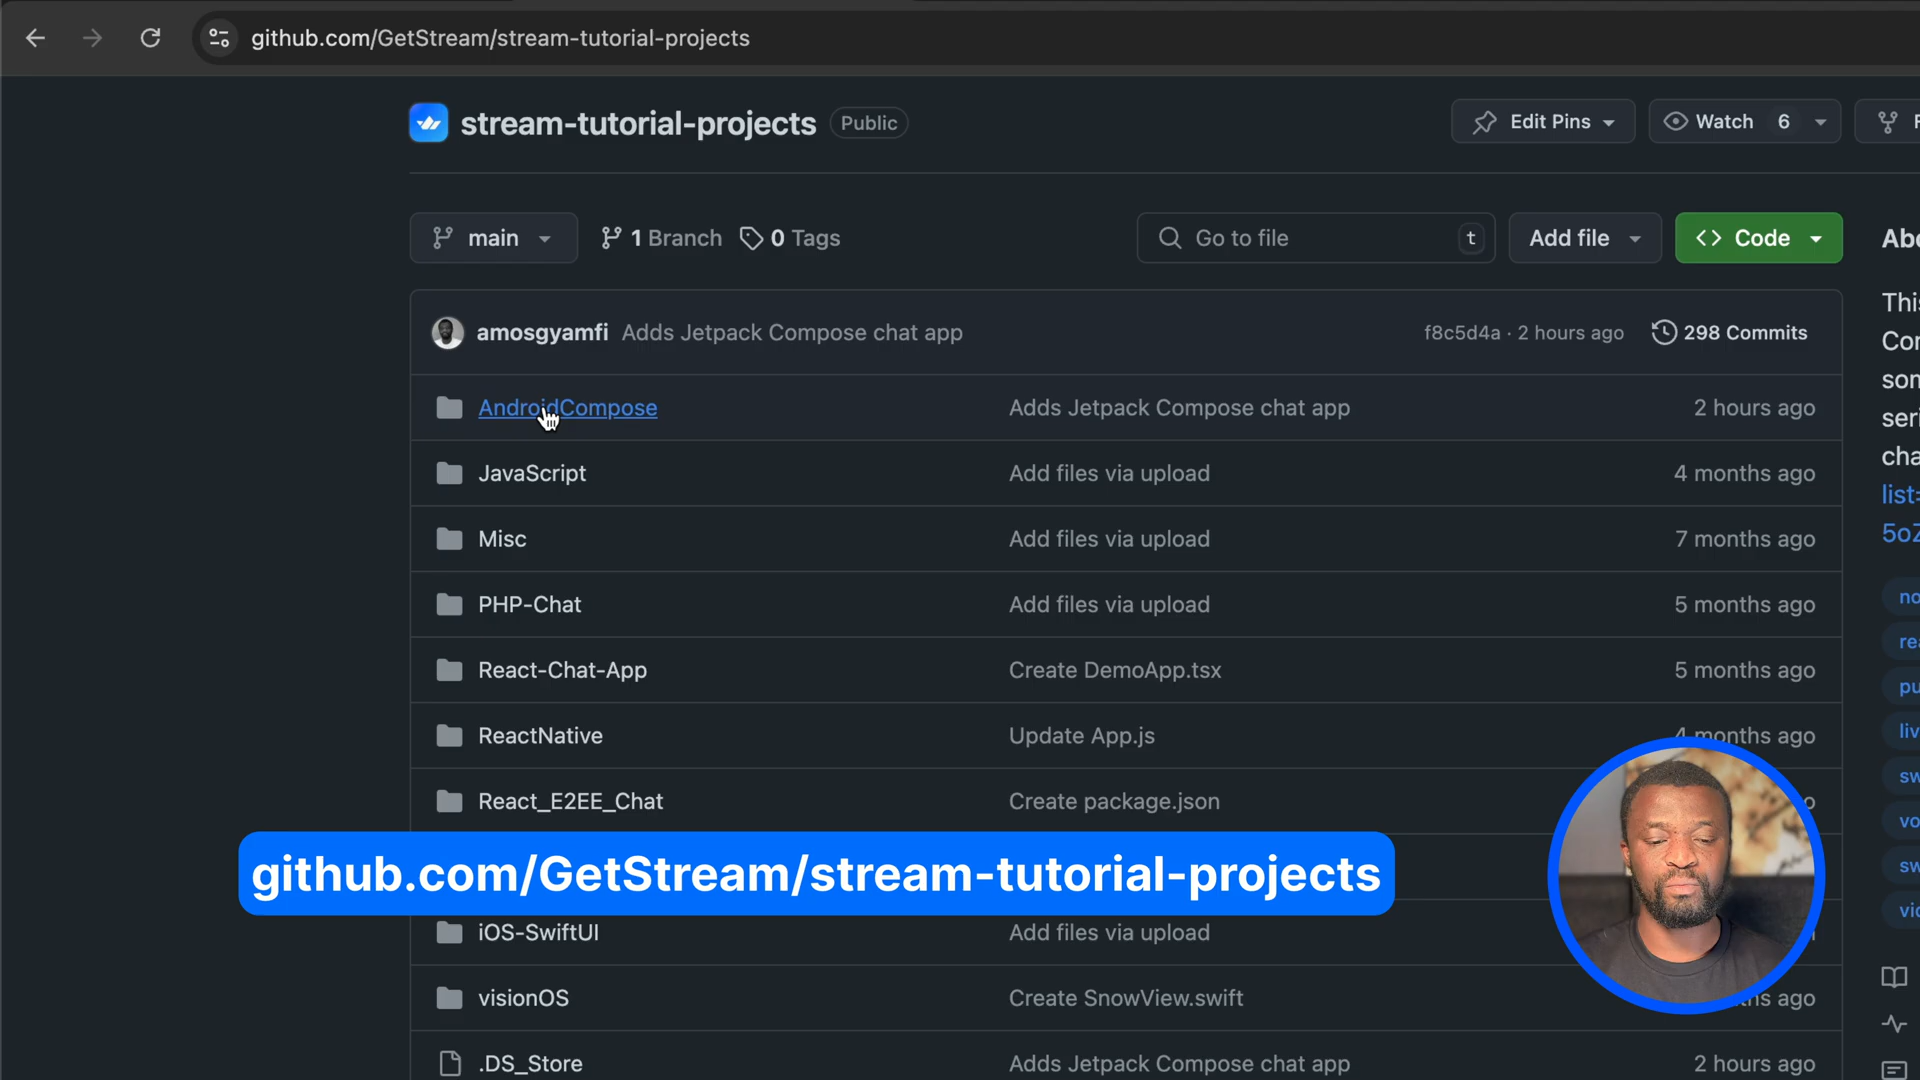 github.com/GetStream/stream-tutorial-projects
stream-tutorial-projects Public
Edit Pins
Watch 6
main
1 Branch
0 Tags
Go to file t
Add file
Code
amosgyamfi Adds Jetpack Compose chat app f8c5d4a · 2 hours ago 298 Commits
AndroidCompose Adds Jetpack Compose chat app 2 hours ago
JavaScript Add files via upload 4 months ago
Misc Add files via upload 7 months ago
PHP-Chat Add files via upload 5 months ago
React-Chat-App Create DemoApp.tsx 5 months ago
ReactNative Update App.js 4 months ago
React_E2EE_Chat Create package.json
github.com/GetStream/stream-tutorial-projects
iOS-SwiftUI Add files via upload
visionOS Create SnowView.swift ago
.DS_Store Adds Jetpack Compose chat app 2 hours ago
list=